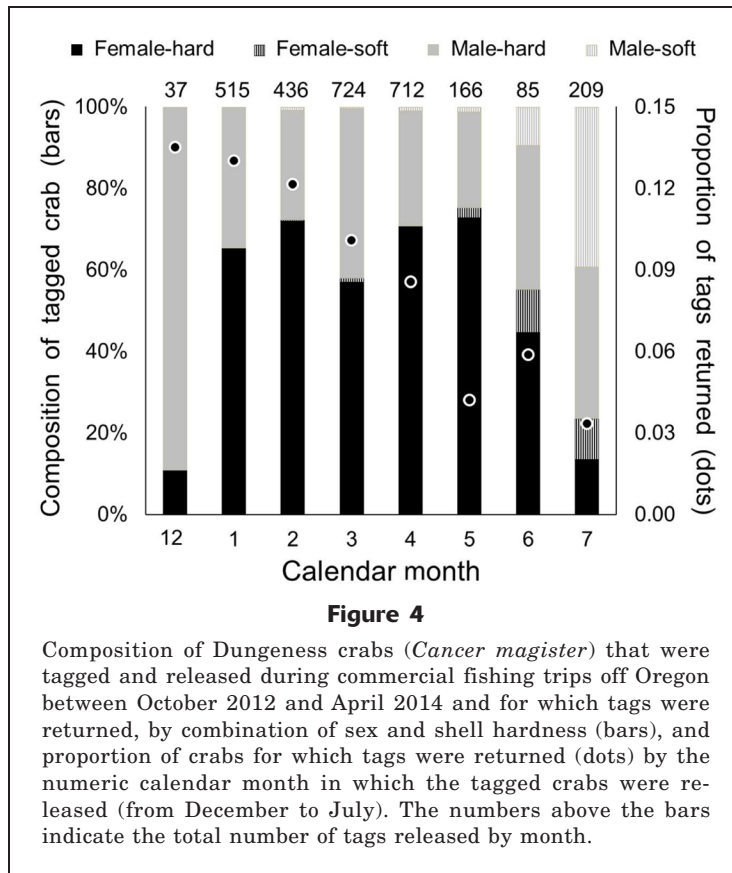 Female-hard Female-soft Male-hard Male-soft
37 515 436 724 712 166 85 209
100% 0.15
80% 0.12
60% 0.09
40% 0.06
20% 0.03
0% 0.00
Composition of tagged crab (bars)
Proportion of tags returned (dots)
12 1 2 3 4 5 6 7
Calendar month
Figure 4
Composition of Dungeness crabs (Cancer magister) that were
tagged and released during commercial fishing trips off Oregon
between October 2012 and April 2014 and for which tags were
returned, by combination of sex and shell hardness (bars), and
proportion of crabs for which tags were returned (dots) by the
numeric calendar month in which the tagged crabs were re-
leased (from December to July). The numbers above the bars
indicate the total number of tags released by month.